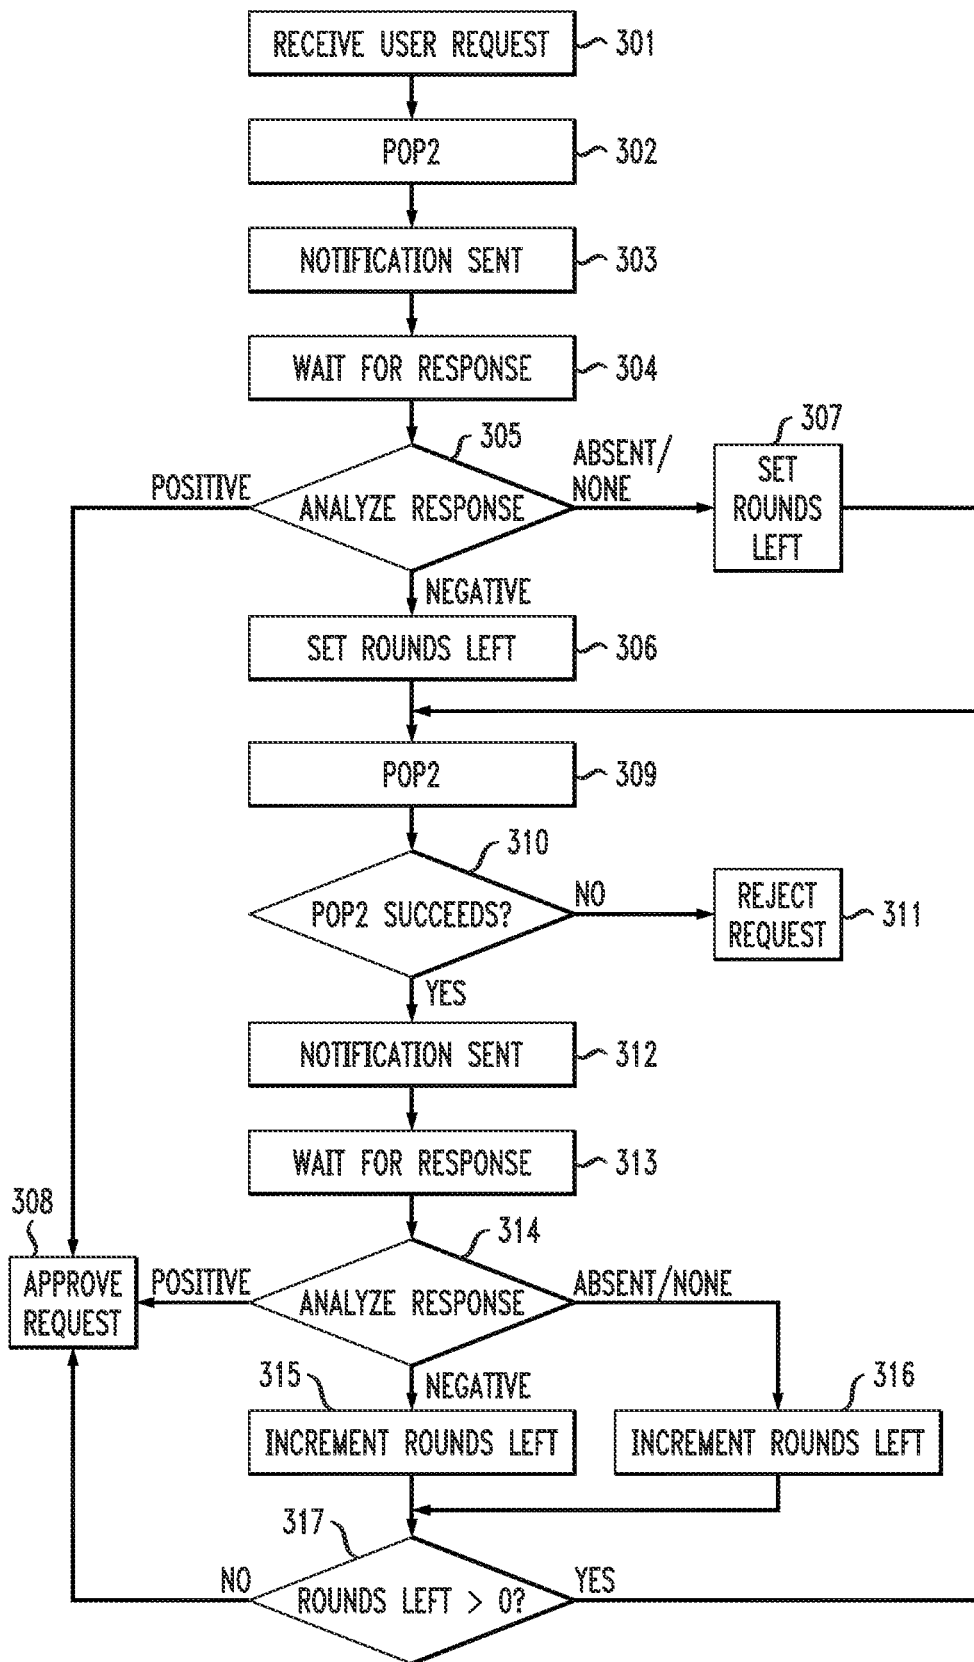 RECEIVE USER REQUEST
301
POP2
302
NOTIFICATION SENT
303
WAIT FOR RESPONSE
304
305
ANALYZE RESPONSE
POSITIVE
ABSENT/
NONE
307
SET
ROUNDS
LEFT
NEGATIVE
SET ROUNDS LEFT
306
POP2
309
310
POP2 SUCCEEDS?
NO
REJECT
REQUEST
311
YES
NOTIFICATION SENT
312
WAIT FOR RESPONSE
313
314
308
APPROVE
REQUEST
POSITIVE
ANALYZE RESPONSE
ABSENT/NONE
315
NEGATIVE
316
INCREMENT ROUNDS LEFT
INCREMENT ROUNDS LEFT
317
NO
ROUNDS LEFT > 0?
YES